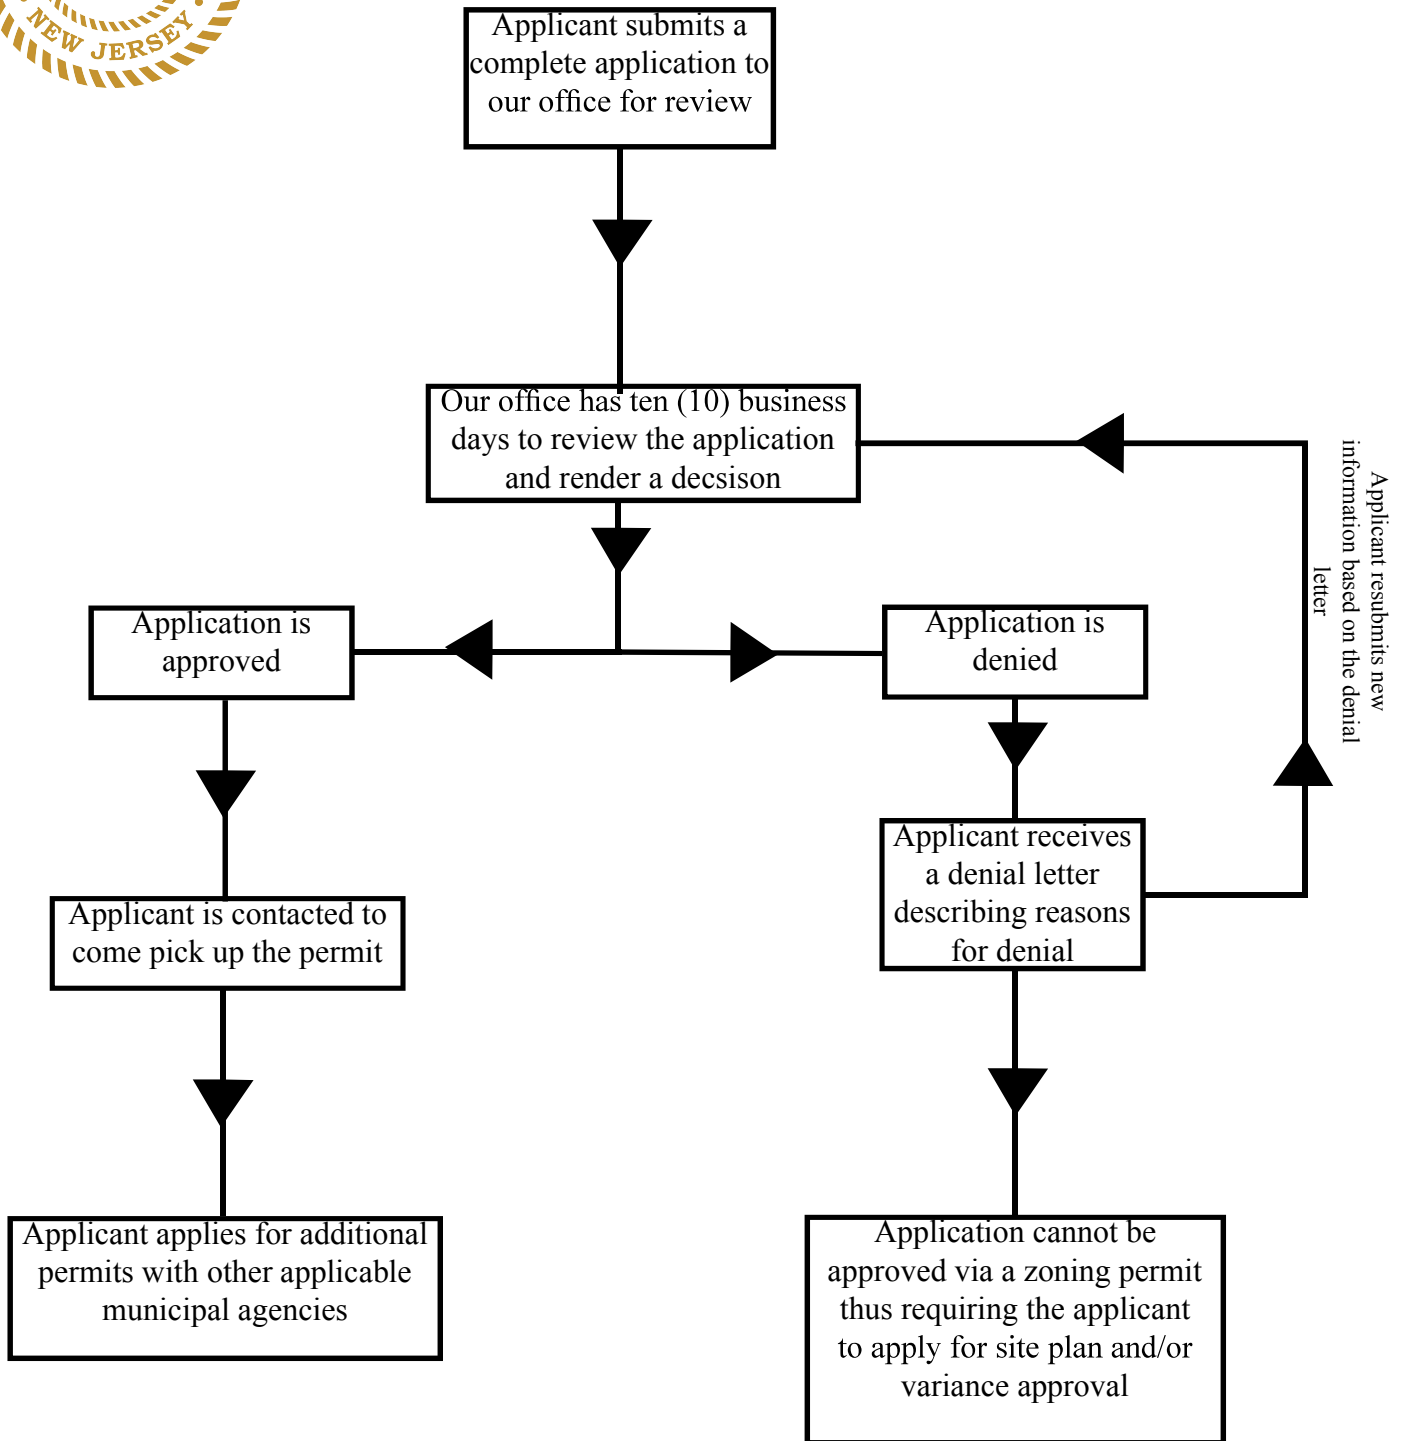 NEW JERSEY
Applicant submits a
complete application to
our office for review
Our office has ten (10) business
days to review the application
and render a decsison
Applicant resubmits new
information based on the denial
letter
Application is
approved
Application is
denied
Applicant receives
a denial letter
describing reasons
for denial
Applicant is contacted to
come pick up the permit
Applicant applies for additional
permits with other applicable
municipal agencies
Application cannot be
approved via a zoning permit
thus requiring the applicant
to apply for site plan and/or
variance approval